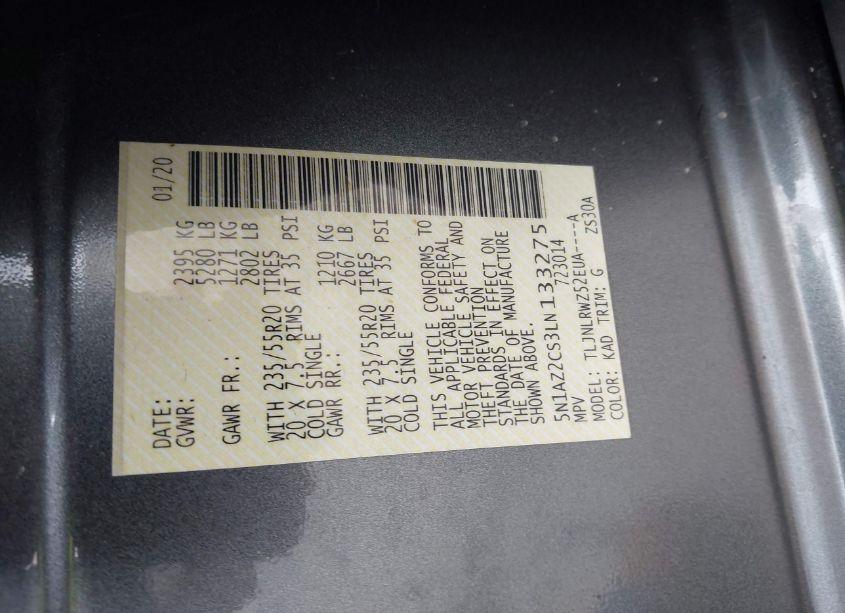 DATE: 01/20
GVWR: 2395 KG
5280 LB
GAWR FR.: 1271 KG
2802 LB
WITH 235/55R20 TIRES
20 X 7.5 RIMS AT 35 PSI
COLD SINGLE
GAWR RR.: 1210 KG
2667 LB
WITH 235/55R20 TIRES
20 X 7.5 RIMS AT 35 PSI
COLD SINGLE
THIS VEHICLE CONFORMS TO
ALL APPLICABLE FEDERAL
MOTOR VEHICLE SAFETY AND
THEFT PREVENTION
STANDARDS IN EFFECT ON
THE DATE OF MANUFACTURE
SHOWN ABOVE.
5N1AZ2CS3LN133275
MPV 723014
MODEL: TLJNLRWZ52EUA----A
COLOR: KAD TRIM: G ZS30A